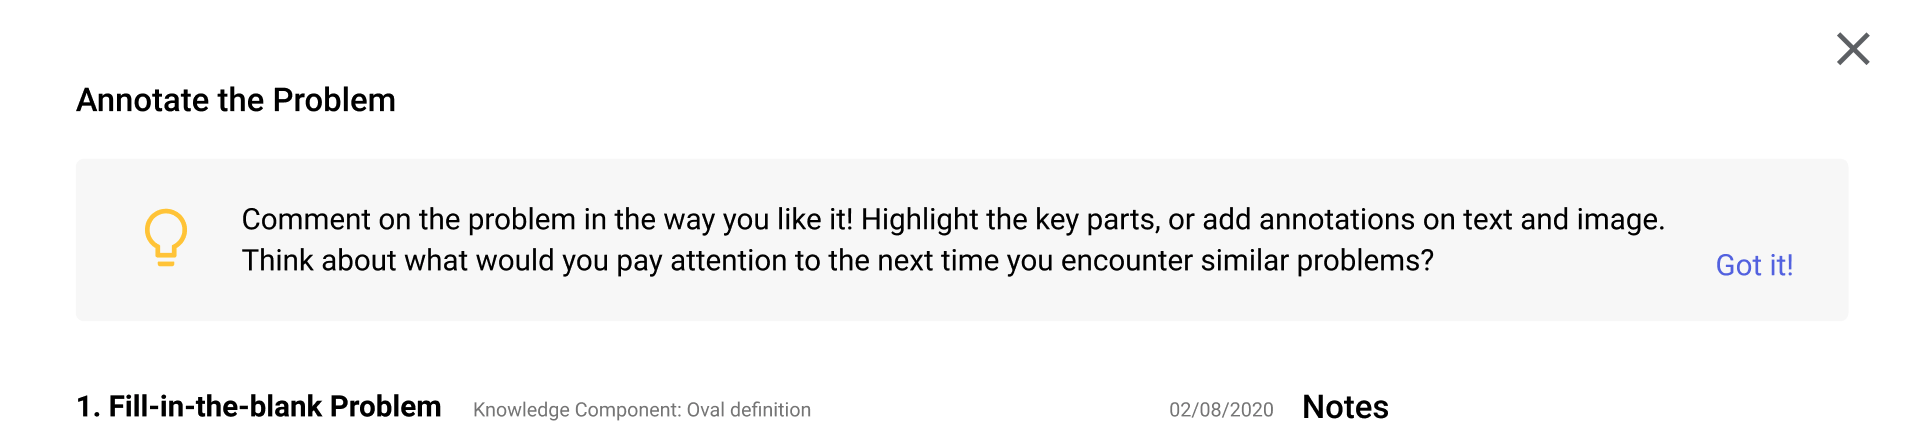 Annotate the Problem
Comment on the problem in the way you like it! Highlight the key parts, or add annotations on text and image.
Think about what would you pay attention to the next time you encounter similar problems?
Got it!
1. Fill-in-the-blank Problem Knowledge Component: Oval definition 02/08/2020 Notes